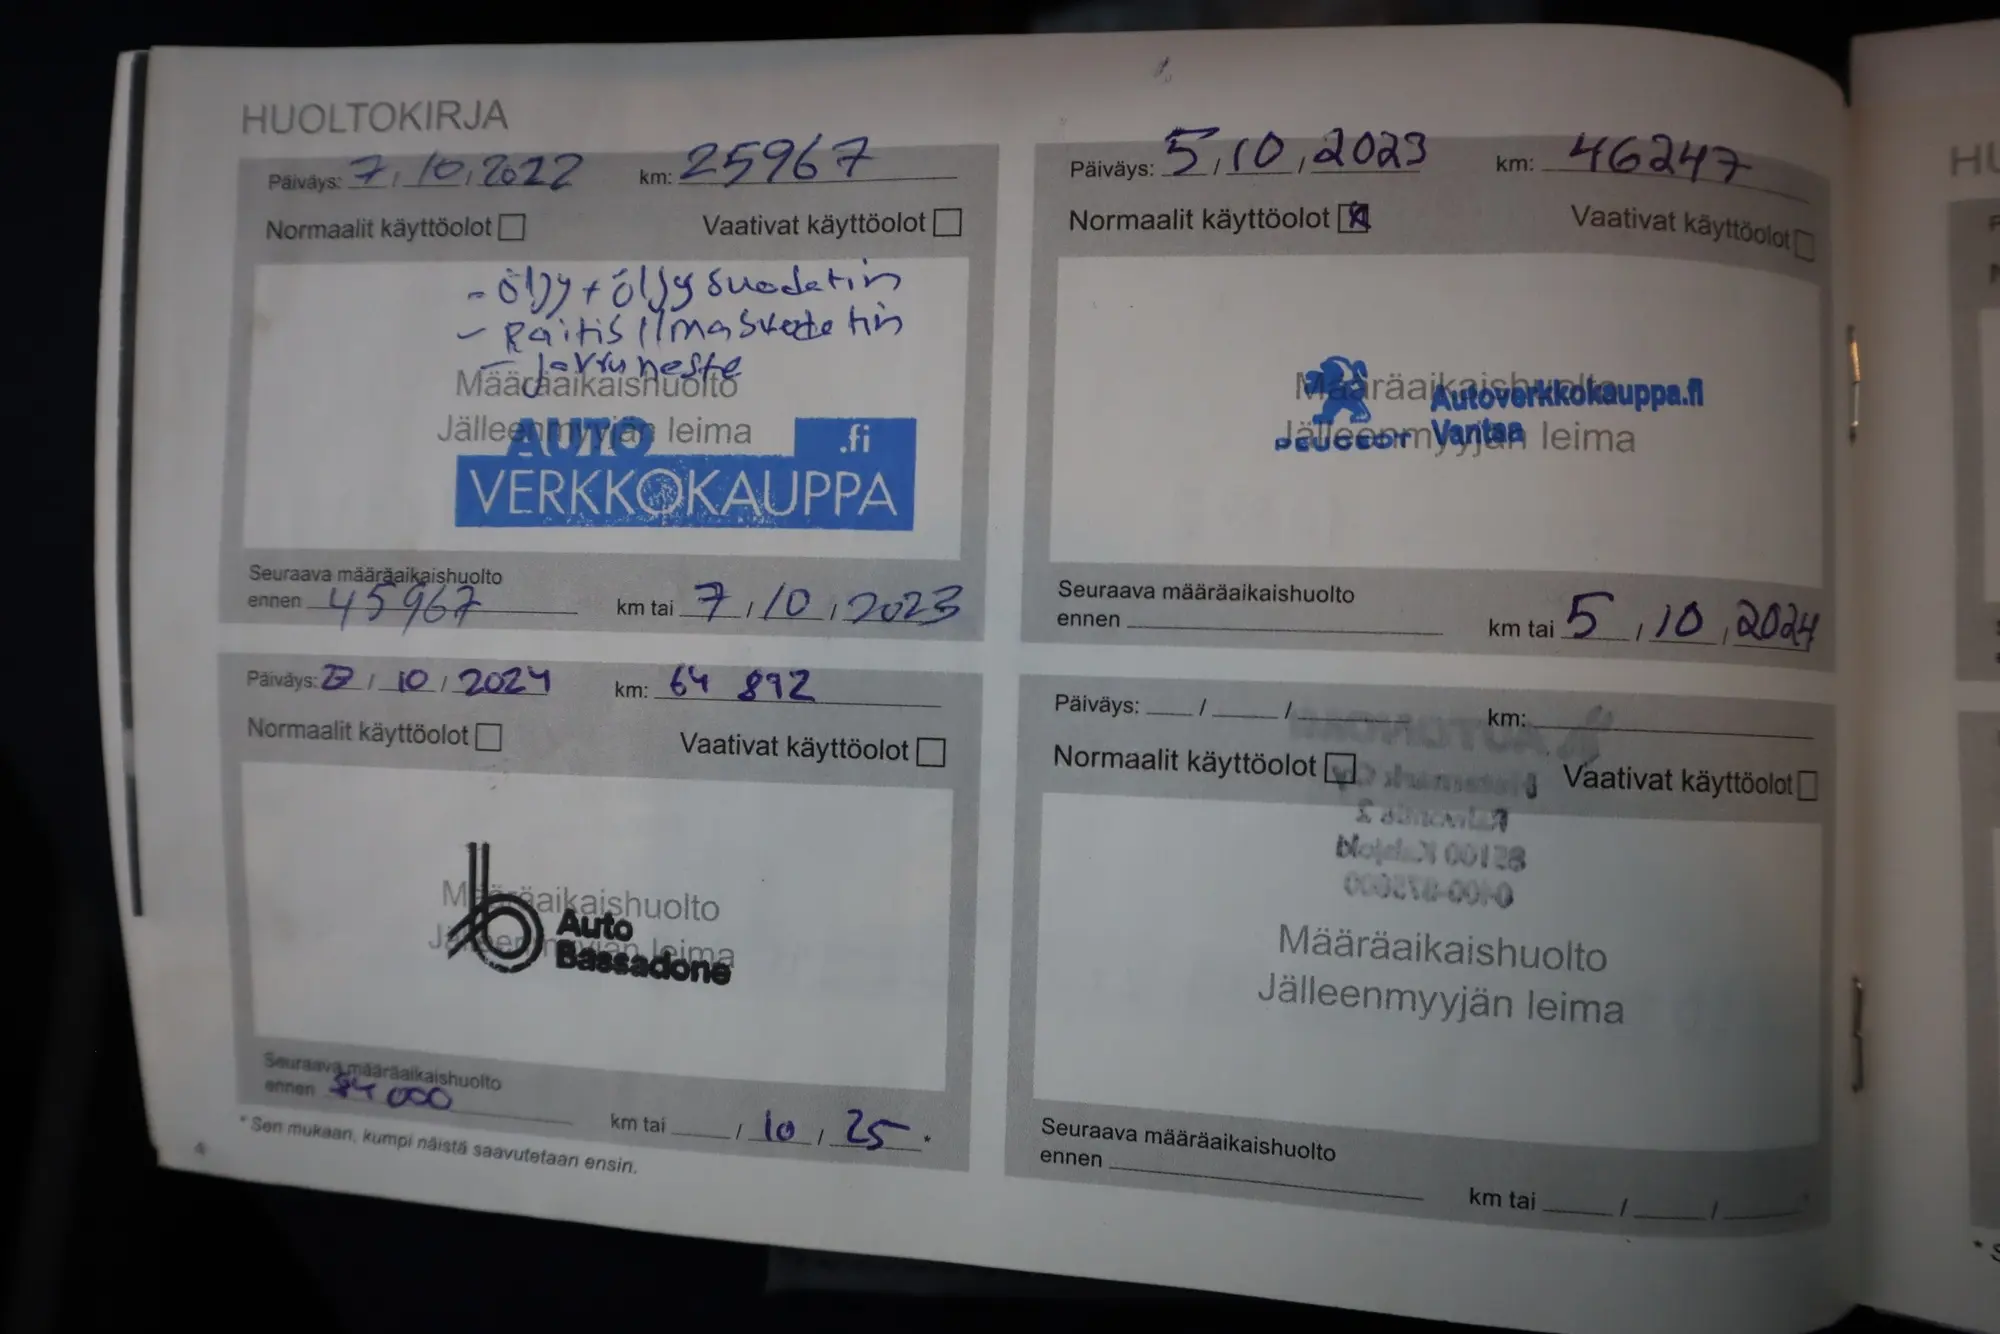 HUOLTOKIRJA
Päiväys: 7 / 10 / 2022 km: 25967
Normaalit käyttöolot Vaativat käyttöolot
- öljy + öljysuodatin
- Raitisilmasuodatin
- Jarruneste
Määräaikaishuolto
Jälleenmyyjän leima
AUTO .fi
VERKKOKAUPPA
Seuraava määräaikaishuolto
ennen 45967 km tai 7 / 10 / 2023
Päiväys: 5 / 10 / 2023 km: 46247
Normaalit käyttöolot Vaativat käyttöolot
Määräaikaishuolto
Jälleenmyyjän leima
PEUGEOT Autoverkkokauppa.fi
Vantaa
Seuraava määräaikaishuolto
ennen km tai 5 / 10 / 2024
Päiväys: / 10 / 2024 km: 64 892
Normaalit käyttöolot Vaativat käyttöolot
Määräaikaishuolto
Jälleenmyyjän leima
Auto
Bassadone
Seuraava määräaikaishuolto
ennen 84 000 km tai / 10 / 25 *
Päiväys: / / km:
Normaalit käyttöolot Vaativat käyttöolot
Määräaikaishuolto
Jälleenmyyjän leima
Seuraava määräaikaishuolto
ennen km tai / /
* Sen mukaan, kumpi näistä saavutetaan ensin.
4
HU